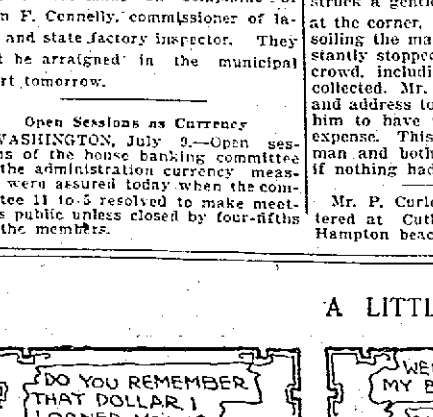 m F. Connelly, commissioner of la-
and state factory inspector. They
be arraigned in the municipal
rt tomorrow.
Open Sessions as Currency
WASHINGTON, July 9.—Open ses-
ns of the house banking committee
the administration currency meas-
were assured today when the com-
tee 11 to 5 resolved to make meet-
s public unless closed by four-fifths
the members.
struck a gentle
at the corner.
soiling the ma
stantly stopped
crowd, includi
collected. Mr.
and address to
him to have
expense. This
man and both
if nothing had
Mr. P. Curle
tered at Cutl
Hampton beac
A LITTL
DO YOU REMEMBER
THAT DOLLAR I
MY B